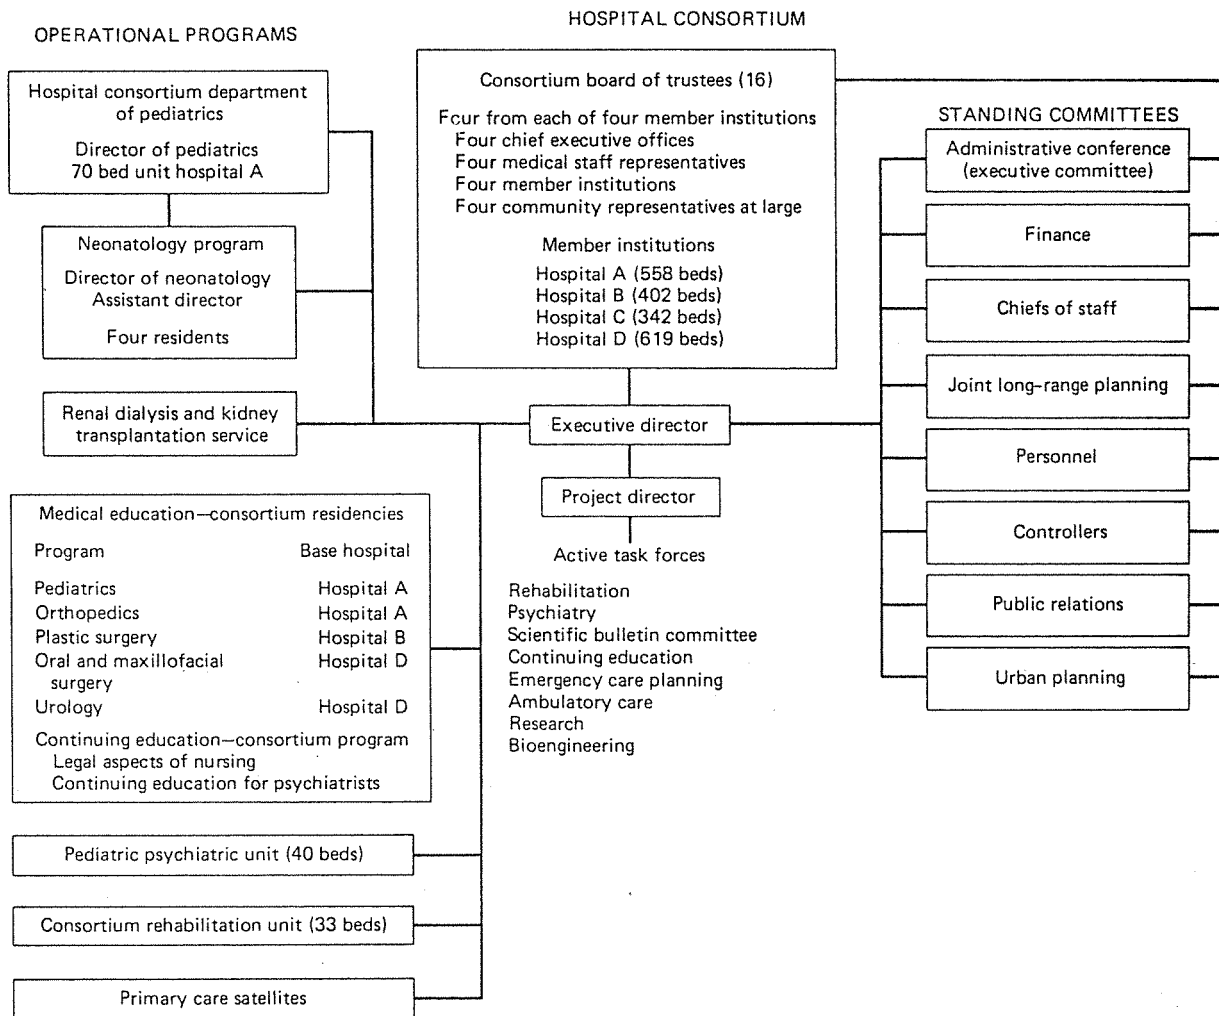 OPERATIONAL PROGRAMS
Hospital consortium department
of pediatrics
Director of pediatrics
70 bed unit hospital A
Neonatology program
Director of neonatology
Assistant director
Four residents
Renal dialysis and kidney
transplantation service
Medical education—consortium residencies
Program Base hospital
Pediatrics Hospital A
Orthopedics Hospital A
Plastic surgery Hospital B
Oral and maxillofacial Hospital D
surgery
Urology Hospital D
Continuing education—consortium program
Legal aspects of nursing
Continuing education for psychiatrists
Pediatric psychiatric unit (40 beds)
Consortium rehabilitation unit (33 beds)
Primary care satellites
HOSPITAL CONSORTIUM
Consortium board of trustees (16)
Four from each of four member institutions
Four chief executive offices
Four medical staff representatives
Four member institutions
Four community representatives at large
Member institutions
Hospital A (558 beds)
Hospital B (402 beds)
Hospital C (342 beds)
Hospital D (619 beds)
Executive director
Project director
Active task forces
Rehabilitation
Psychiatry
Scientific bulletin committee
Continuing education
Emergency care planning
Ambulatory care
Research
Bioengineering
STANDING COMMITTEES
Administrative conference
(executive committee)
Finance
Chiefs of staff
Joint long-range planning
Personnel
Controllers
Public relations
Urban planning